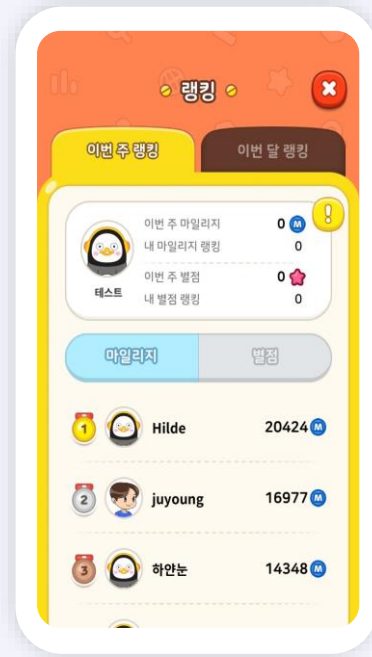 랭킹
이번 주 랭킹
이번 달 랭킹
이번 주 마일리지 0 M
내 마일리지 랭킹 0
이번 주 별점 0
내 별점 랭킹 0
테스트
마일리지
별점
1 Hilde 20424 M
2 juyoung 16977 M
3 하얀눈 14348 M